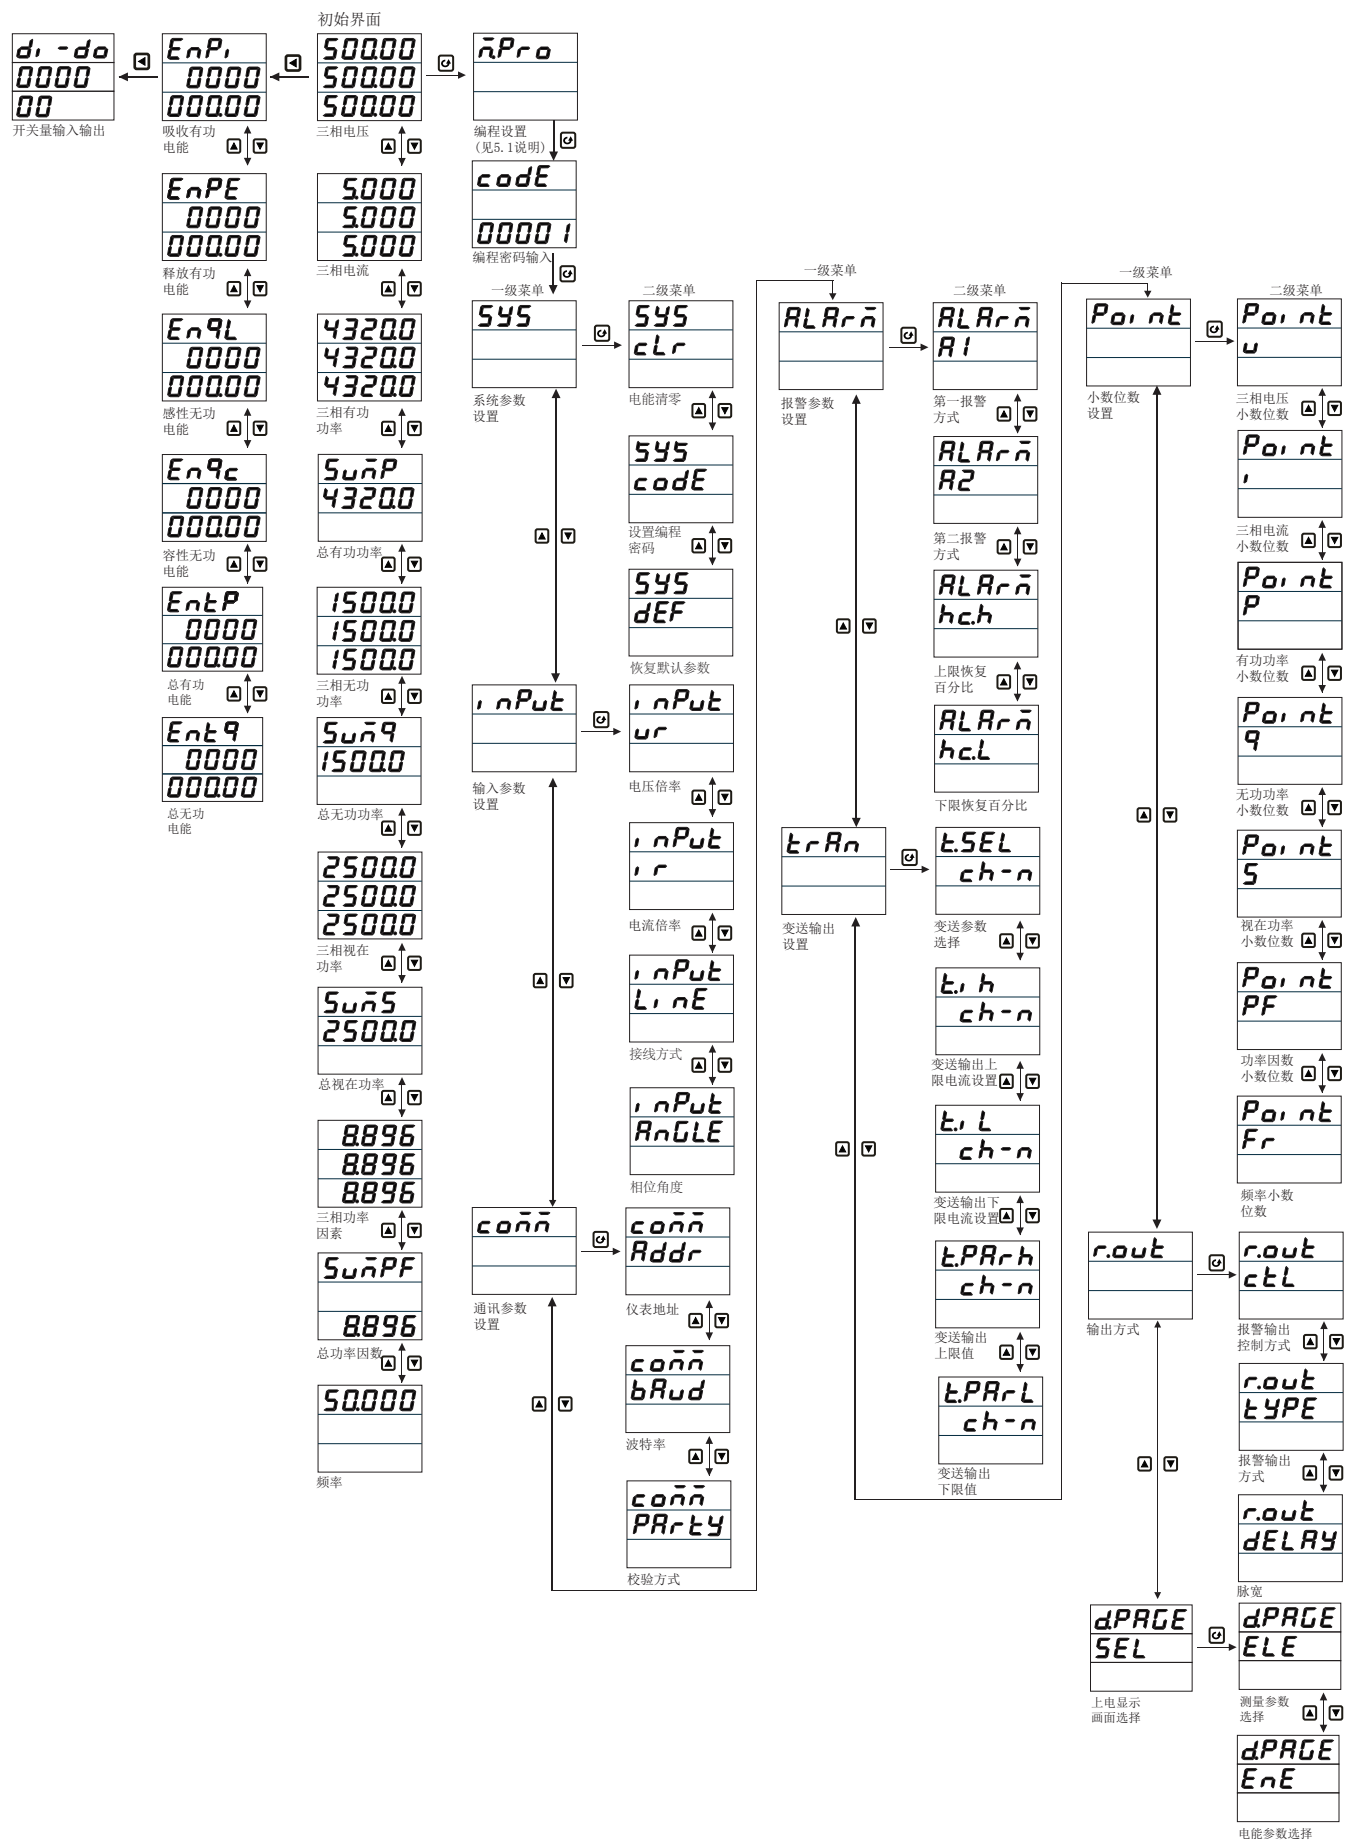 初始界面
di-do
0000
00
开关量输入输出
EnPi
0000
000.00
吸收有功
电能
EnPE
0000
000.00
释放有功
电能
EnqL
0000
000.00
感性无功
电能
Enqc
0000
000.00
容性无功
电能
EntP
0000
000.00
总有功
电能
Entq
0000
000.00
总无功
电能
500.00
500.00
500.00
三相电压
5.000
5.000
5.000
三相电流
4320.0
4320.0
4320.0
三相有功
功率
SumP
4320.0
总有功功率
1500.0
1500.0
1500.0
三相无功
功率
Sumq
1500.0
总无功功率
2500.0
2500.0
2500.0
三相视在
功率
SumS
2500.0
总视在功率
8.896
8.896
8.896
三相功率
因素
SumPF
8.896
总功率因数
50.000
频率
m.Pro
编程设置
(见5.1说明)
codE
00001
编程密码输入
一级菜单
SYS
系统参数
设置
inPut
输入参数
设置
comm
通讯参数
设置
二级菜单
SYS
cLr
电能清零
SYS
codE
设置编程
密码
SYS
dEF
恢复默认参数
inPut
ur
电压倍率
inPut
ir
电流倍率
inPut
LinE
接线方式
inPut
AnGLE
相位角度
comm
Addr
仪表地址
comm
bAud
波特率
comm
PArtY
校验方式
一级菜单
ALArm
报警参数
设置
trAn
变送输出
设置
二级菜单
ALArm
A1
第一报警
方式
ALArm
A2
第二报警
方式
ALArm
hc.h
上限恢复
百分比
ALArm
hc.L
下限恢复百分比
t.SEL
ch-n
变送参数
选择
t.ih
ch-n
变送输出上
限电流设置
t.iL
ch-n
变送输出下
限电流设置
t.PArh
ch-n
变送输出
上限值
t.PArL
ch-n
变送输出
下限值
一级菜单
Point
小数位数
设置
r.out
输出方式
d.PAGE
SEL
上电显示
画面选择
二级菜单
Point
u
三相电压
小数位数
Point
i
三相电流
小数位数
Point
P
有功功率
小数位数
Point
q
无功功率
小数位数
Point
S
视在功率
小数位数
Point
PF
功率因数
小数位数
Point
Fr
频率小数
位数
r.out
ctL
报警输出
控制方式
r.out
tYPE
报警输出
方式
r.out
dELAY
脉宽
d.PAGE
ELE
测量参数
选择
d.PAGE
EnE
电能参数选择